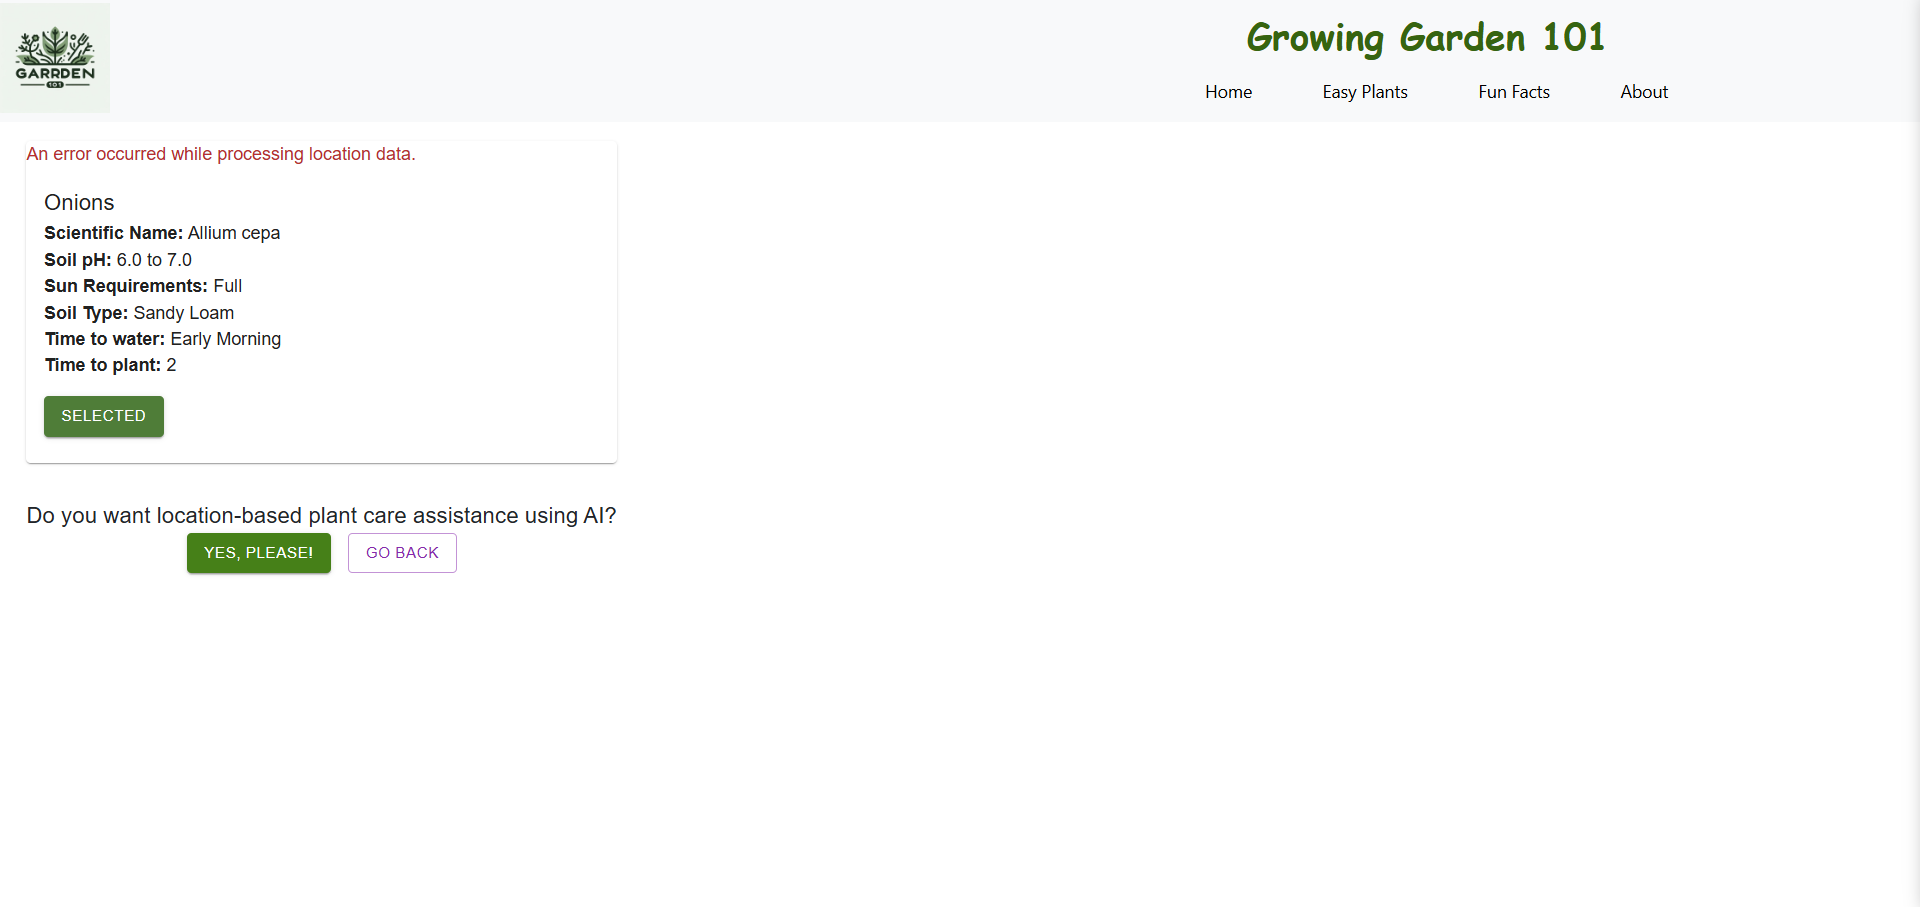 GARRDEN
101
Growing Garden 101
Home
Easy Plants
Fun Facts
About
An error occurred while processing location data.
Onions
Scientific Name: Allium cepa
Soil pH: 6.0 to 7.0
Sun Requirements: Full
Soil Type: Sandy Loam
Time to water: Early Morning
Time to plant: 2
SELECTED
Do you want location-based plant care assistance using AI?
YES, PLEASE!
GO BACK